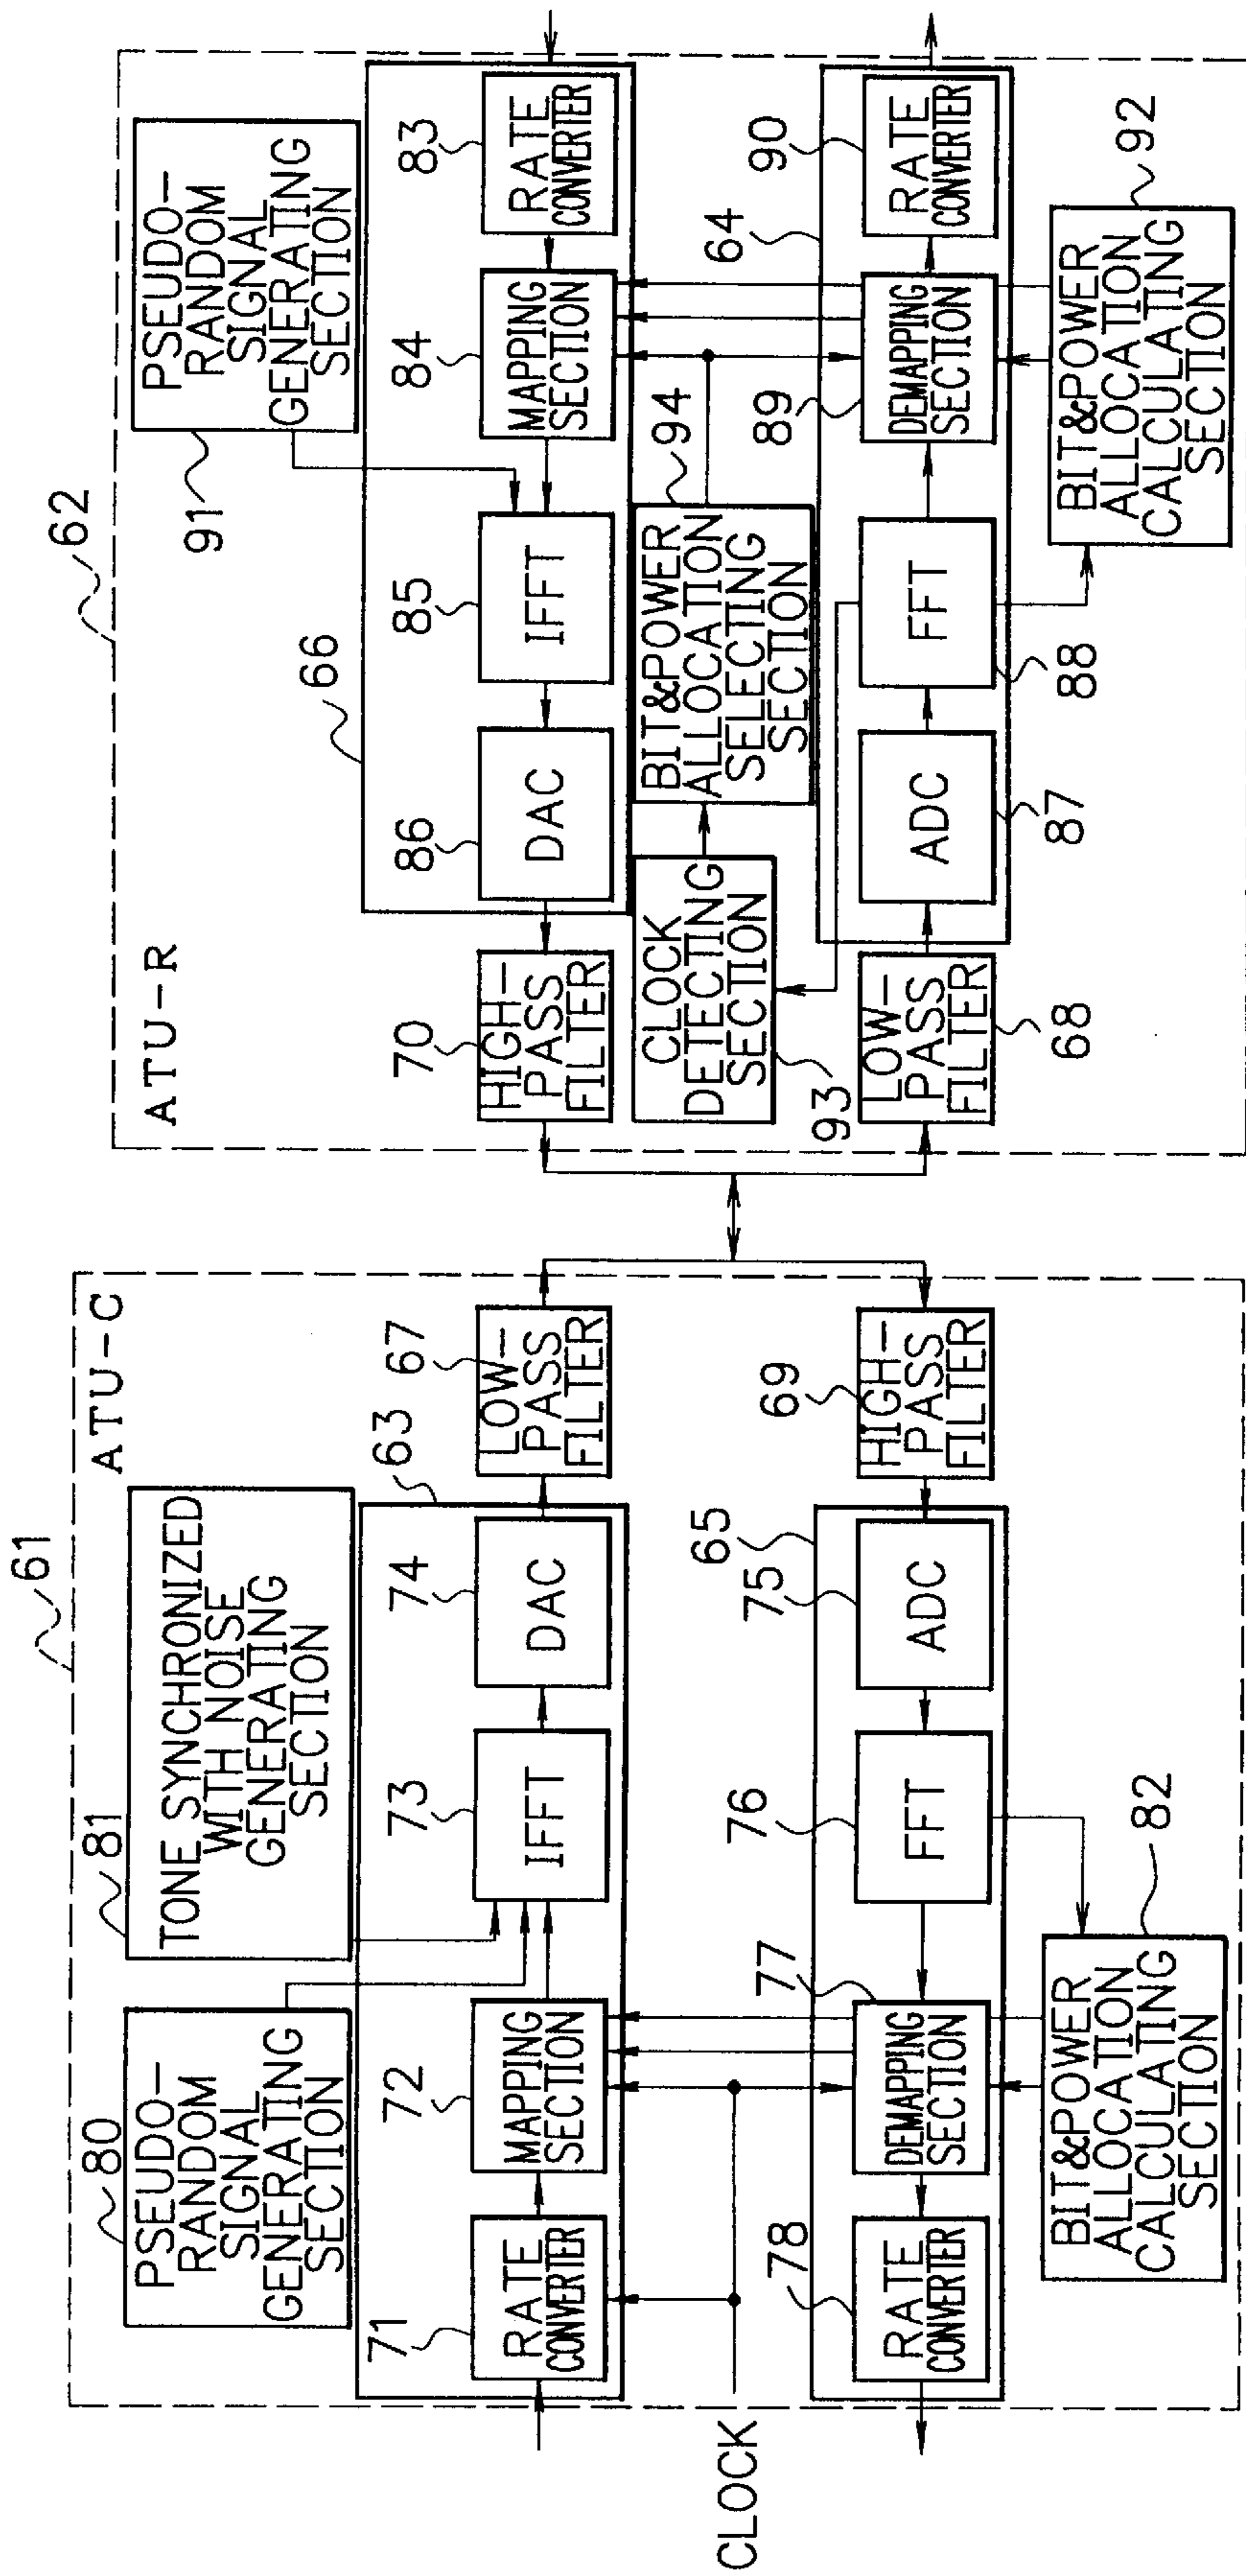 61
ATU-C
80
PSEUDO-
RANDOM
SIGNAL
GENERATING
SECTION
81
TONE SYNCHRONIZED
WITH NOISE
GENERATING
SECTION
63
71
RATE
CONVERTER
72
MAPPING
SECTION
73
IFFT
74
DAC
67
LOW-
PASS
FILTER
CLOCK
65
78
RATE
CONVERTER
77
DEMAPPING
SECTION
76
FFT
75
ADC
69
HIGH-
PASS
FILTER
82
BIT&POWER
ALLOCATION
CALCULATING
SECTION
62
ATU-R
91
PSEUDO-
RANDOM
SIGNAL
GENERATING
SECTION
66
70
HIGH-
PASS
FILTER
86
DAC
85
IFFT
84
MAPPING
SECTION
83
RATE
CONVERTER
93
CLOCK
DETECTING
SECTION
94
BIT&POWER
ALLOCATION
SELECTING
SECTION
64
68
LOW-
PASS
FILTER
87
ADC
88
FFT
89
DEMAPPING
SECTION
90
RATE
CONVERTER
92
BIT&POWER
ALLOCATION
CALCULATING
SECTION